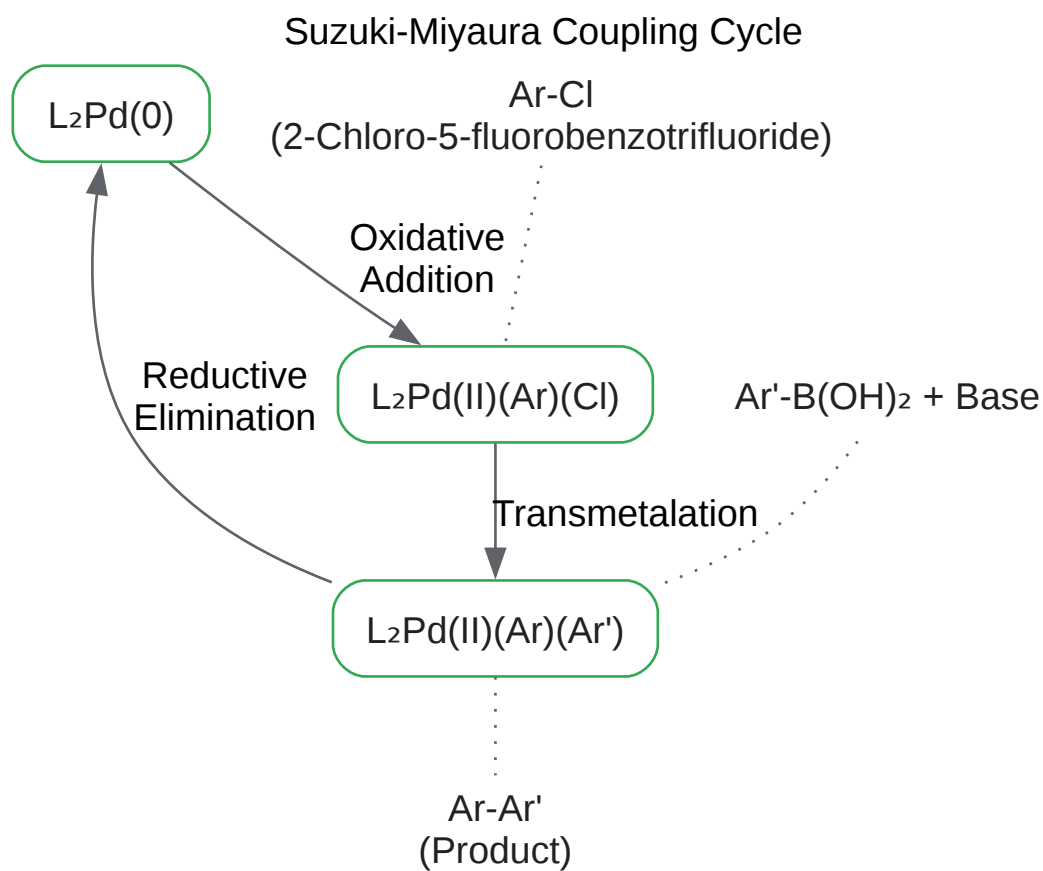 Suzuki-Miyaura Coupling Cycle
L₂Pd(0)
Ar-Cl
(2-Chloro-5-fluorobenzotrifluoride)
Oxidative
Addition
Reductive
Elimination
L₂Pd(II)(Ar)(Cl)
Ar'-B(OH)₂ + Base
Transmetalation
L₂Pd(II)(Ar)(Ar')
Ar-Ar'
(Product)